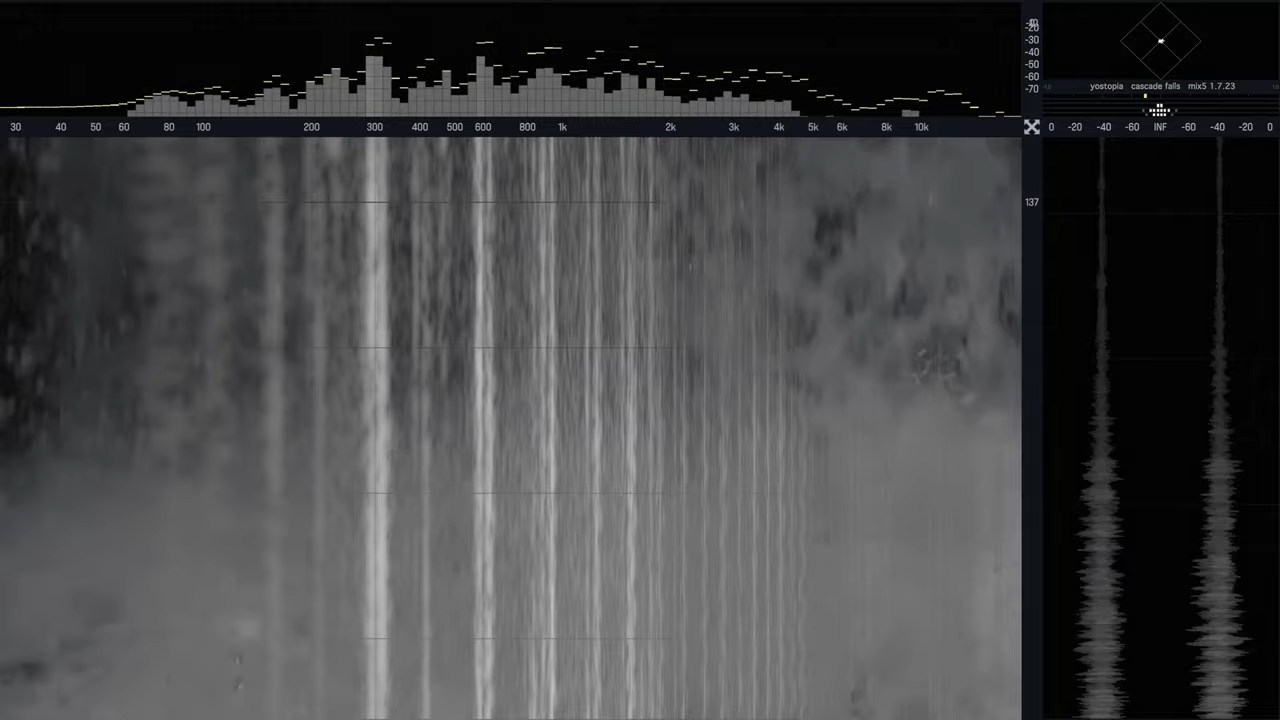 -20
-30
-40
-50
-60
-70
yostopia cascade falls mix5 1.7.23
30 40 50 60 80 100 200 300 400 500 600 800 1k 2k 3k 4k 5k 6k 8k 10k
0 -20 -40 -60 INF -60 -40 -20 0
137